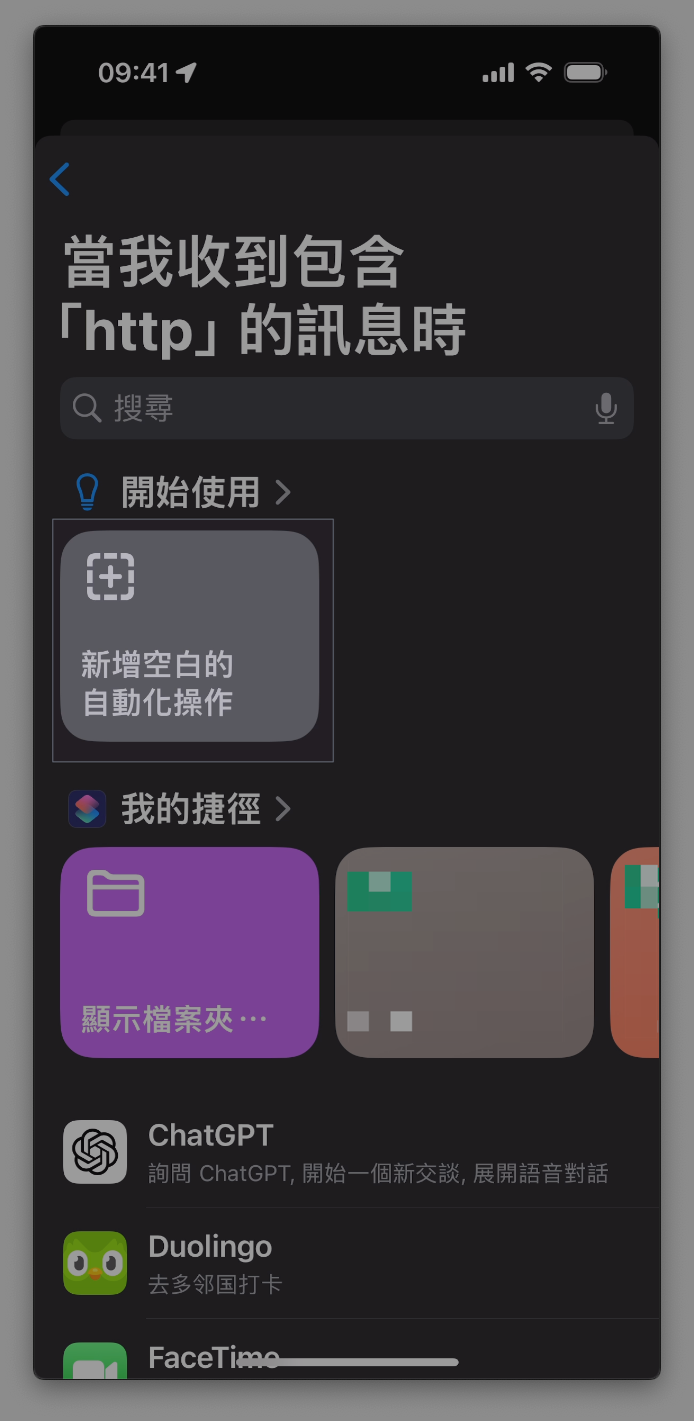 09:41
當我收到包含
「http」的訊息時
搜尋
開始使用
新增空白的
自動化操作
我的捷徑
顯示檔案夾⋯
ChatGPT
詢問 ChatGPT, 開始一個新交談, 展開語音對話
Duolingo
去多邻国打卡
FaceTime